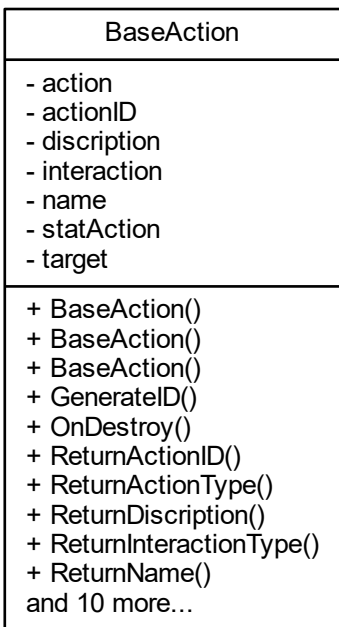 BaseAction
- action
- actionID
- discription
- interaction
- name
- statAction
- target
+ BaseAction()
+ BaseAction()
+ BaseAction()
+ GenerateID()
+ OnDestroy()
+ ReturnActionID()
+ ReturnActionType()
+ ReturnDiscription()
+ ReturnInteractionType()
+ ReturnName()
and 10 more...